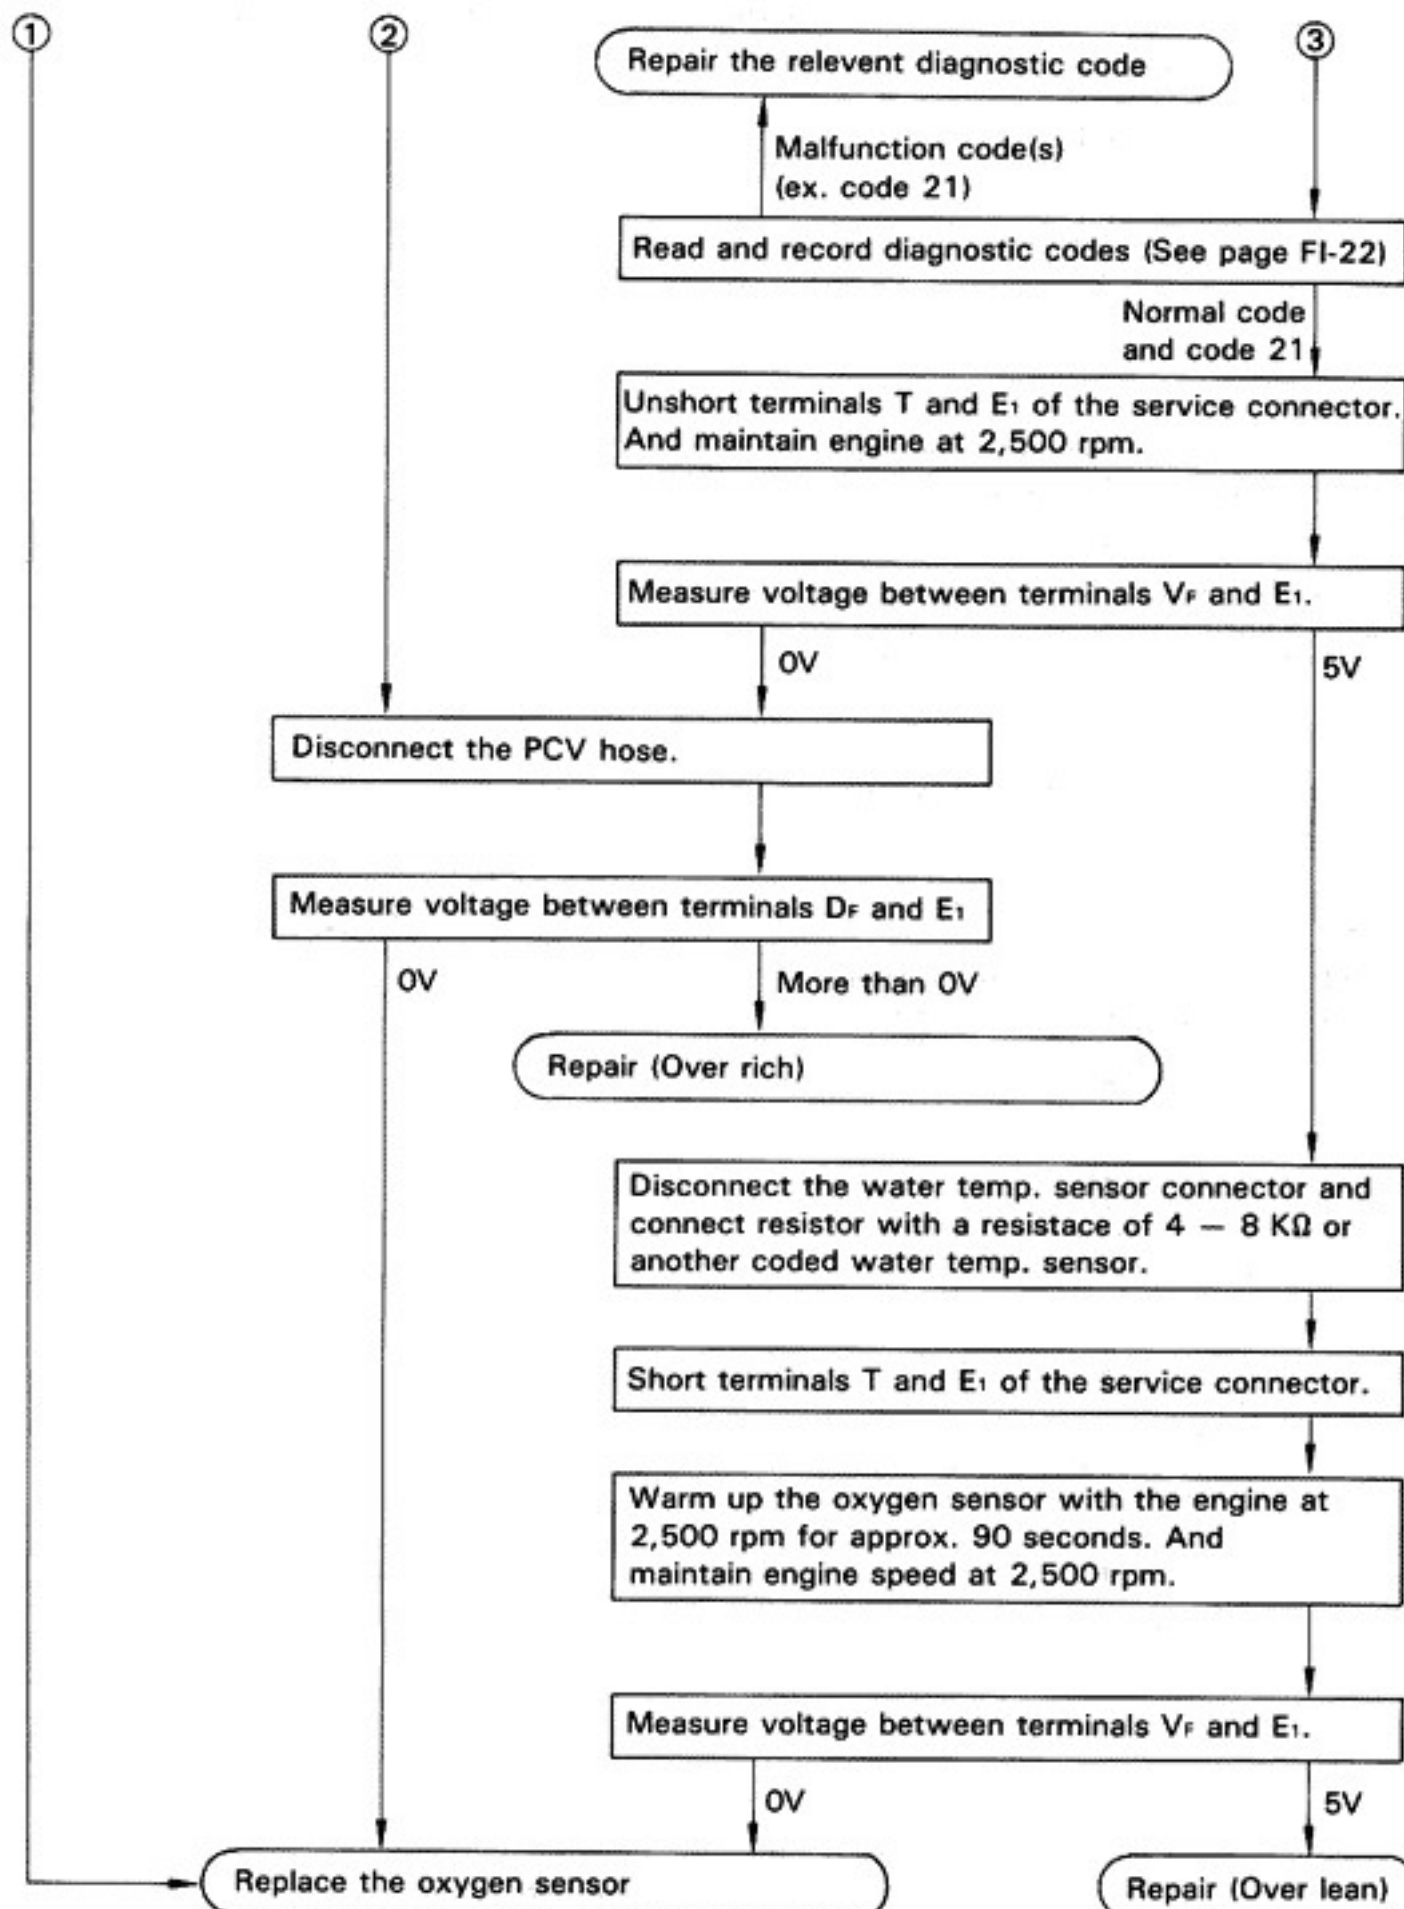 ①
②
③
Repair the relevent diagnostic code
Malfunction code(s)
(ex. code 21)
Read and record diagnostic codes (See page FI-22)
Normal code
and code 21
Unshort terminals T and E₁ of the service connector.
And maintain engine at 2,500 rpm.
Measure voltage between terminals VF and E₁.
0V
5V
Disconnect the PCV hose.
Measure voltage between terminals DF and E₁
0V
More than 0V
Repair (Over rich)
Disconnect the water temp. sensor connector and
connect resistor with a resistace of 4 — 8 KΩ or
another coded water temp. sensor.
Short terminals T and E₁ of the service connector.
Warm up the oxygen sensor with the engine at
2,500 rpm for approx. 90 seconds. And
maintain engine speed at 2,500 rpm.
Measure voltage between terminals VF and E₁.
0V
5V
Replace the oxygen sensor
Repair (Over lean)